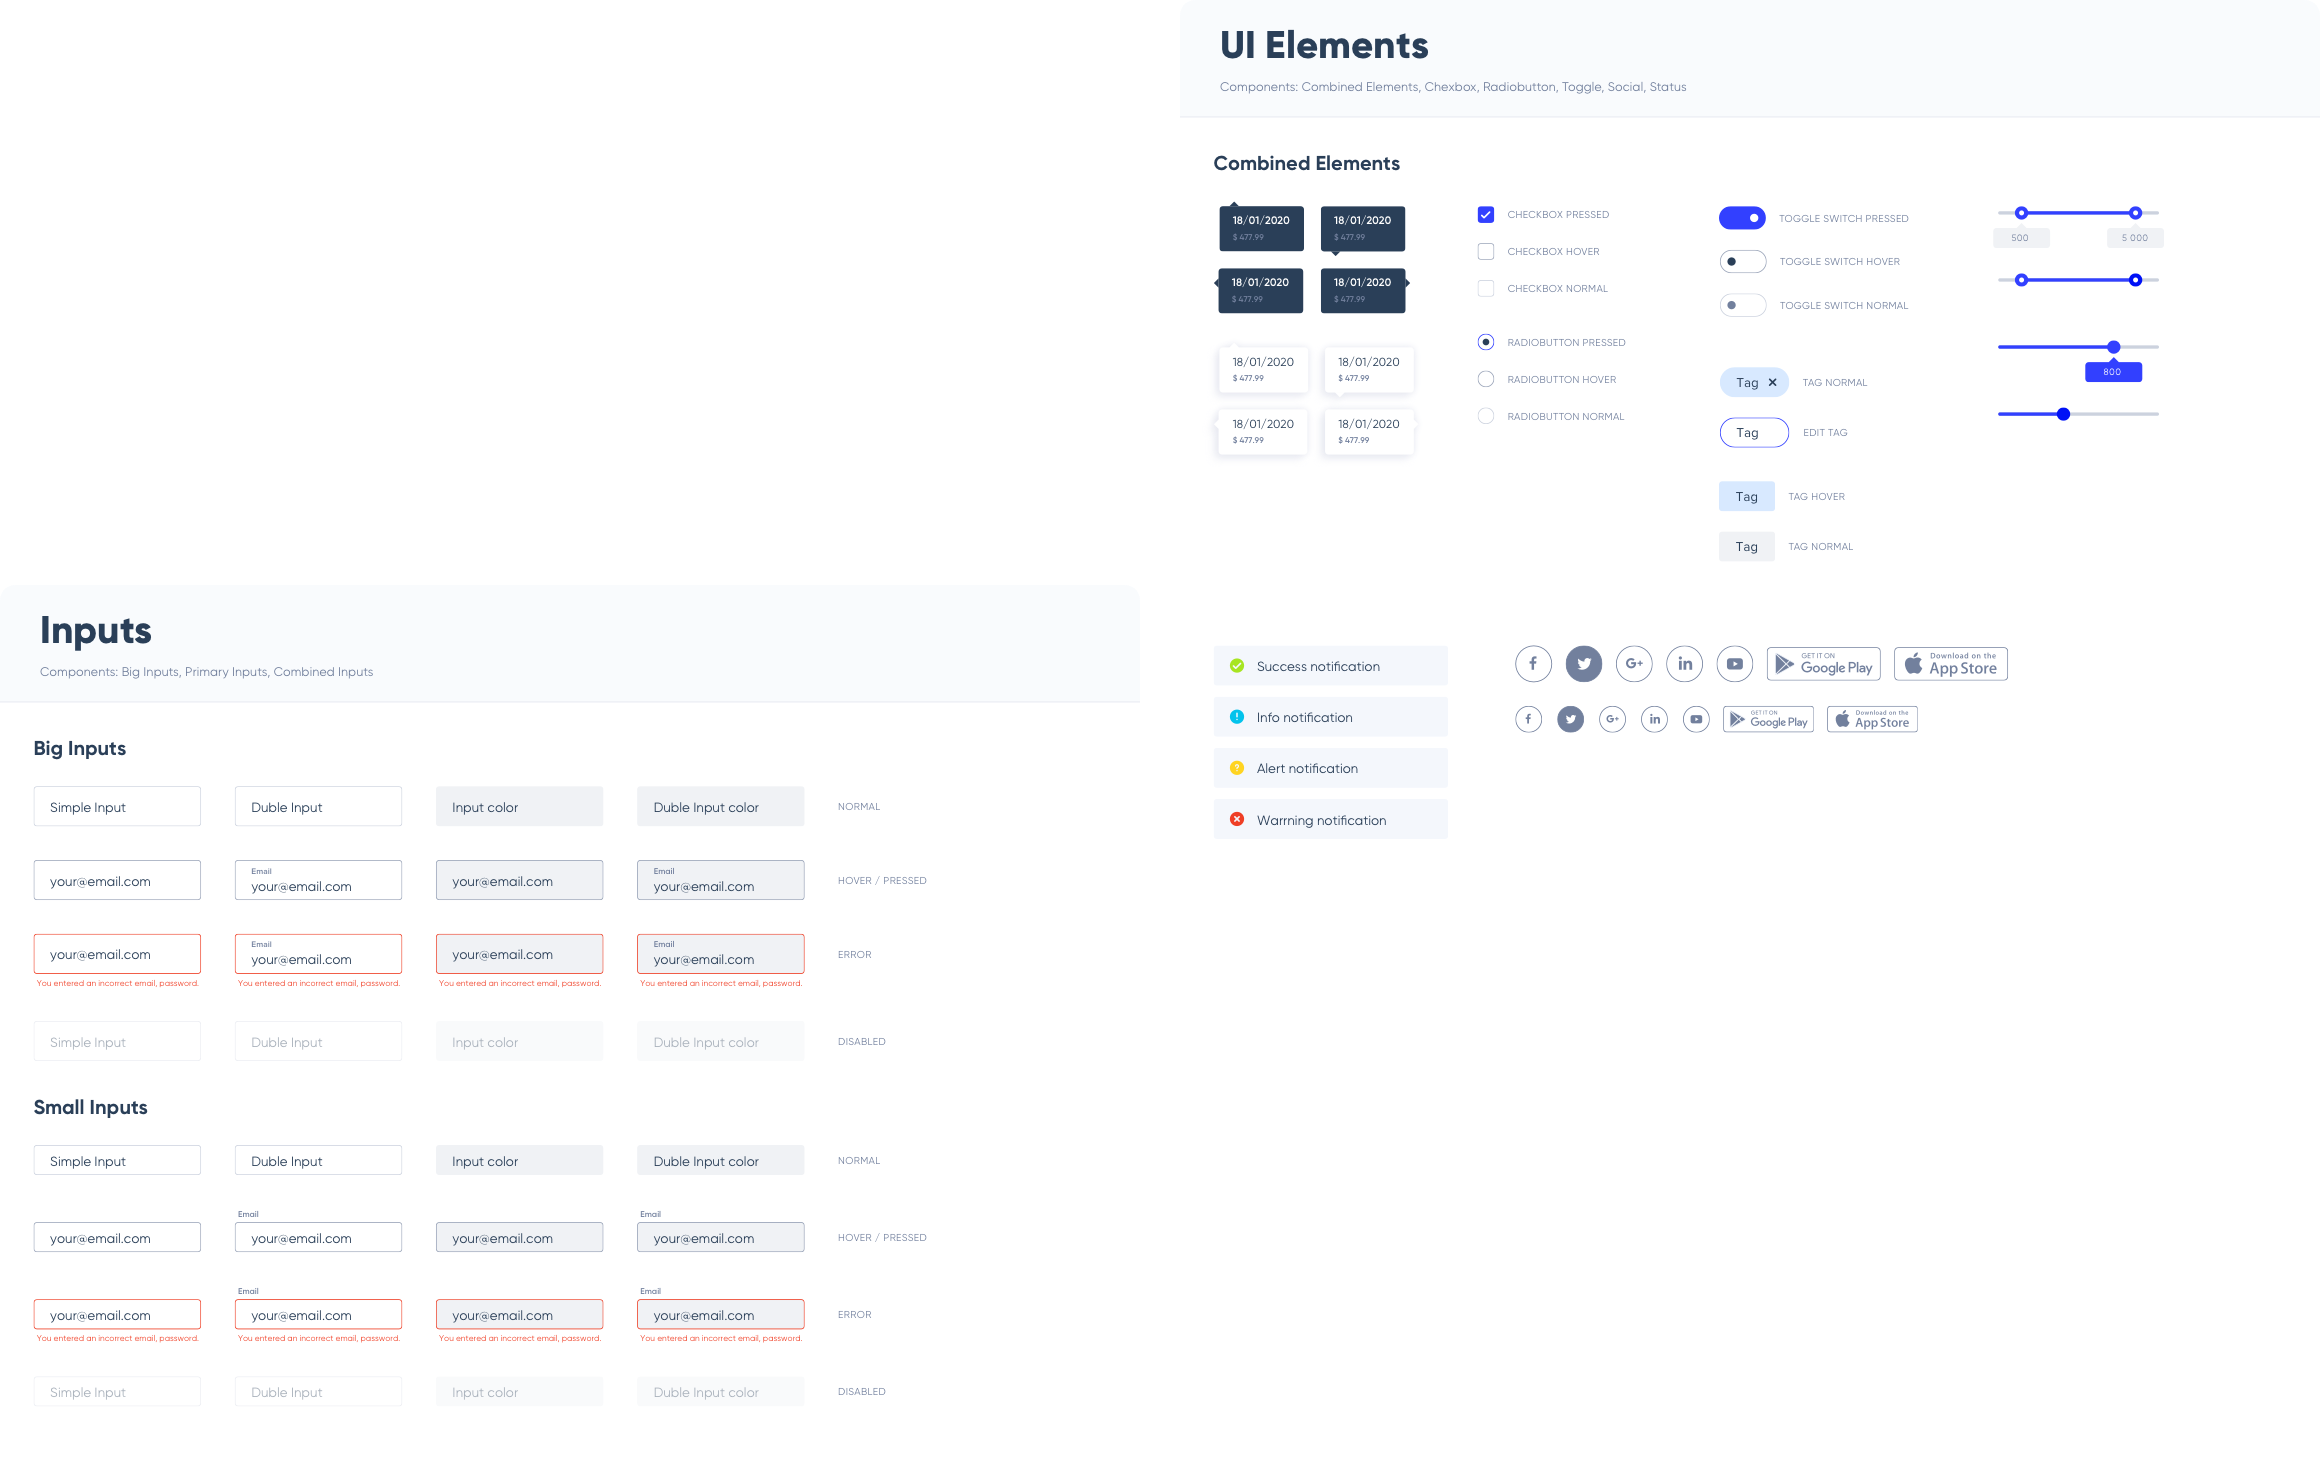 UI Elements
Components: Combined Elements, Chexbox, Radiobutton, Toggle, Social, Status
Combined Elements
18/01/2020
$ 477.99
18/01/2020
$ 477.99
18/01/2020
$ 477.99
18/01/2020
$ 477.99
18/01/2020
$ 477.99
18/01/2020
$ 477.99
18/01/2020
$ 477.99
18/01/2020
$ 477.99
CHECKBOX PRESSED
CHECKBOX HOVER
CHECKBOX NORMAL
RADIOBUTTON PRESSED
RADIOBUTTON HOVER
RADIOBUTTON NORMAL
TOGGLE SWITCH PRESSED
TOGGLE SWITCH HOVER
TOGGLE SWITCH NORMAL
Tag
TAG NORMAL
Tag
EDIT TAG
Tag
TAG HOVER
Tag
TAG NORMAL
500
5 000
800
Success notification
Info notification
Alert notification
Warrning notification
GET IT ON
Google Play
Download on the
App Store
GET IT ON
Google Play
Download on the
App Store
Inputs
Components: Big Inputs, Primary Inputs, Combined Inputs
Big Inputs
Simple Input
Duble Input
Input color
Duble Input color
NORMAL
your@email.com
Email
your@email.com
your@email.com
Email
your@email.com
HOVER / PRESSED
your@email.com
You entered an incorrect email, password.
Email
your@email.com
You entered an incorrect email, password.
your@email.com
You entered an incorrect email, password.
Email
your@email.com
You entered an incorrect email, password.
ERROR
Simple Input
Duble Input
Input color
Duble Input color
DISABLED
Small Inputs
Simple Input
Duble Input
Input color
Duble Input color
NORMAL
your@email.com
Email
your@email.com
your@email.com
Email
your@email.com
HOVER / PRESSED
your@email.com
You entered an incorrect email, password.
Email
your@email.com
You entered an incorrect email, password.
your@email.com
You entered an incorrect email, password.
Email
your@email.com
You entered an incorrect email, password.
ERROR
Simple Input
Duble Input
Input color
Duble Input color
DISABLED